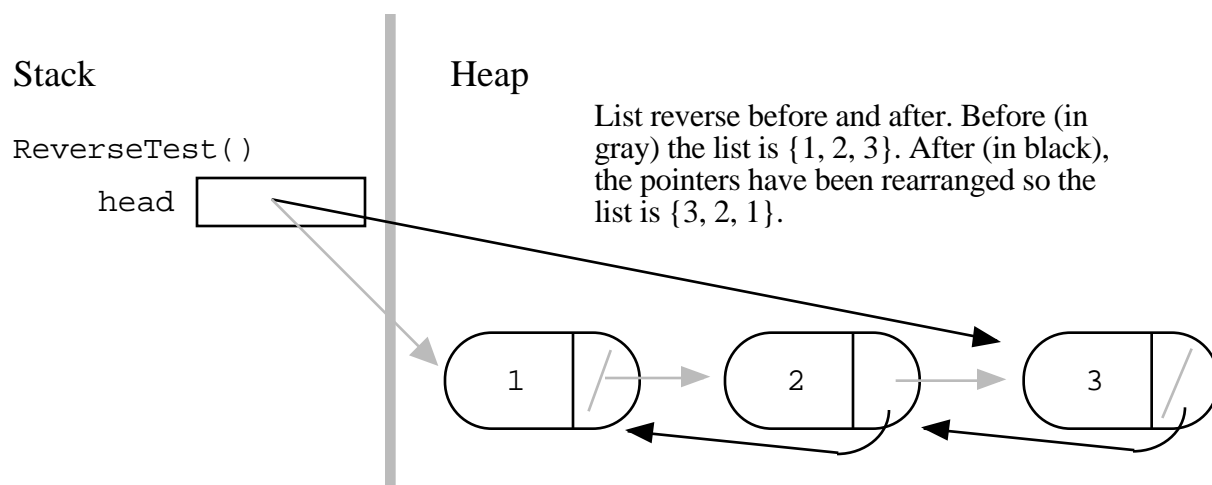 Stack
Heap
List reverse before and after. Before (in
gray) the list is {1, 2, 3}. After (in black),
the pointers have been rearranged so the
list is {3, 2, 1}.
ReverseTest()
head
1
2
3